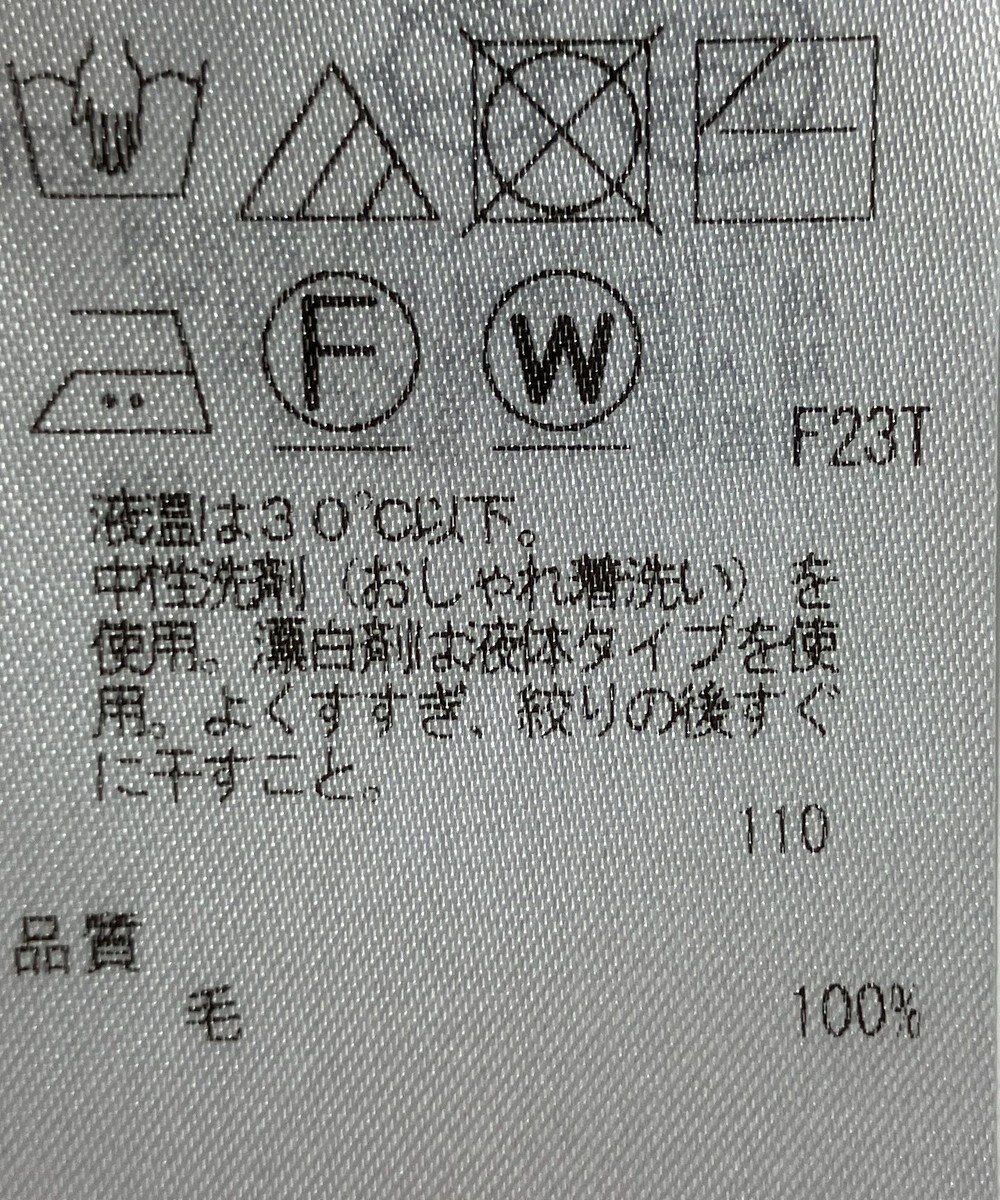 F W
F23T
液温は30℃以下。
中性洗剤(おしゃれ着洗い)を
使用。漂白剤は液体タイプを使
用。よくすすぎ、絞りの後すぐ
に干すこと。
110
品質
毛 100%